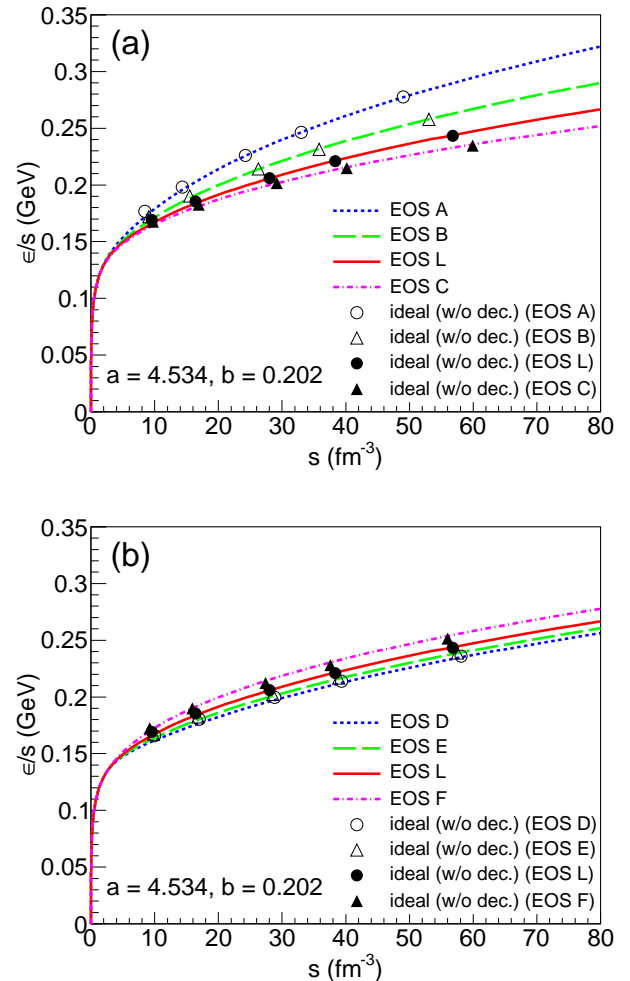 (a)
0.35
0.3
0.25
0.2
0.15
0.1
0.05
0
ϵ/s (GeV)
EOS A
EOS B
EOS L
EOS C
ideal (w/o dec.) (EOS A)
ideal (w/o dec.) (EOS B)
ideal (w/o dec.) (EOS L)
ideal (w/o dec.) (EOS C)
a = 4.534, b = 0.202
0 10 20 30 40 50 60 70 80
s (fm⁻³)
(b)
0.35
0.3
0.25
0.2
0.15
0.1
0.05
0
ϵ/s (GeV)
EOS D
EOS E
EOS L
EOS F
ideal (w/o dec.) (EOS D)
ideal (w/o dec.) (EOS E)
ideal (w/o dec.) (EOS L)
ideal (w/o dec.) (EOS F)
a = 4.534, b = 0.202
0 10 20 30 40 50 60 70 80
s (fm⁻³)